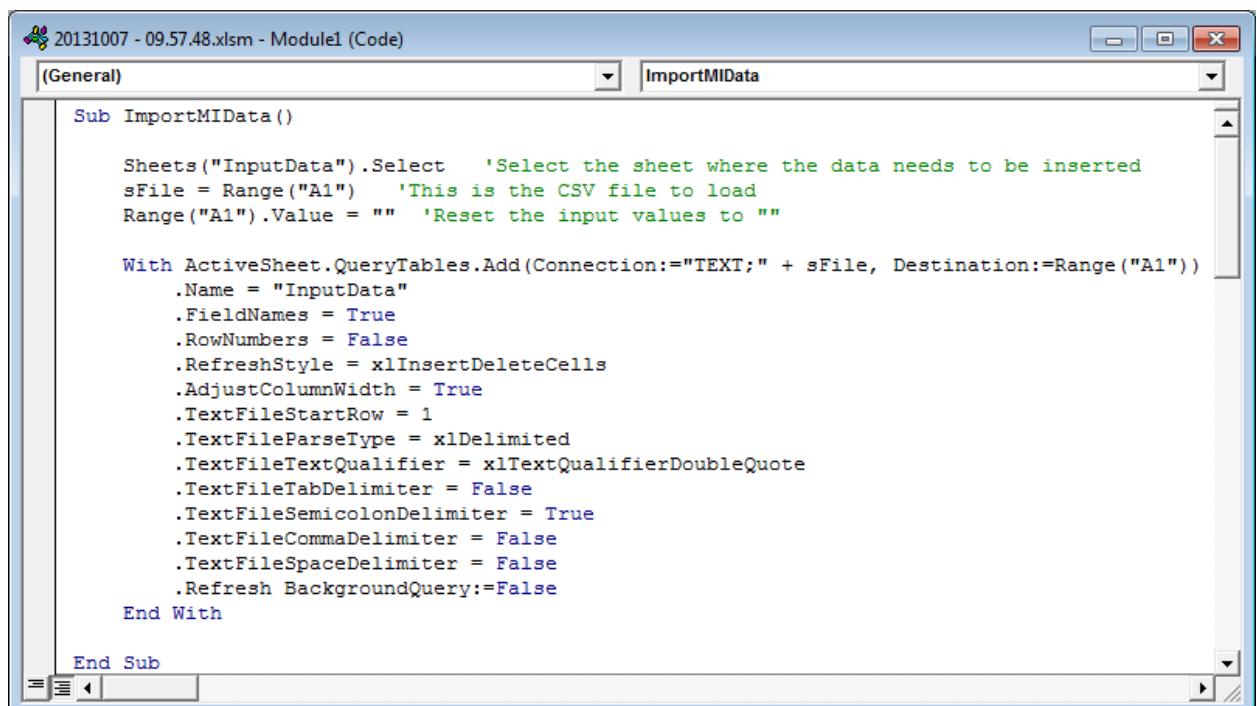 20131007 - 09.57.48.xlsm - Module1 (Code)
(General) ImportMIData
Sub ImportMIData()
Sheets("InputData").Select   'Select the sheet where the data needs to be inserted
sFile = Range("A1")   'This is the CSV file to load
Range("A1").Value = ""  'Reset the input values to ""
With ActiveSheet.QueryTables.Add(Connection:="TEXT;" + sFile, Destination:=Range("A1"))
.Name = "InputData"
.FieldNames = True
.RowNumbers = False
.RefreshStyle = xlInsertDeleteCells
.AdjustColumnWidth = True
.TextFileStartRow = 1
.TextFileParseType = xlDelimited
.TextFileTextQualifier = xlTextQualifierDoubleQuote
.TextFileTabDelimiter = False
.TextFileSemicolonDelimiter = True
.TextFileCommaDelimiter = False
.TextFileSpaceDelimiter = False
.Refresh BackgroundQuery:=False
End With
End Sub